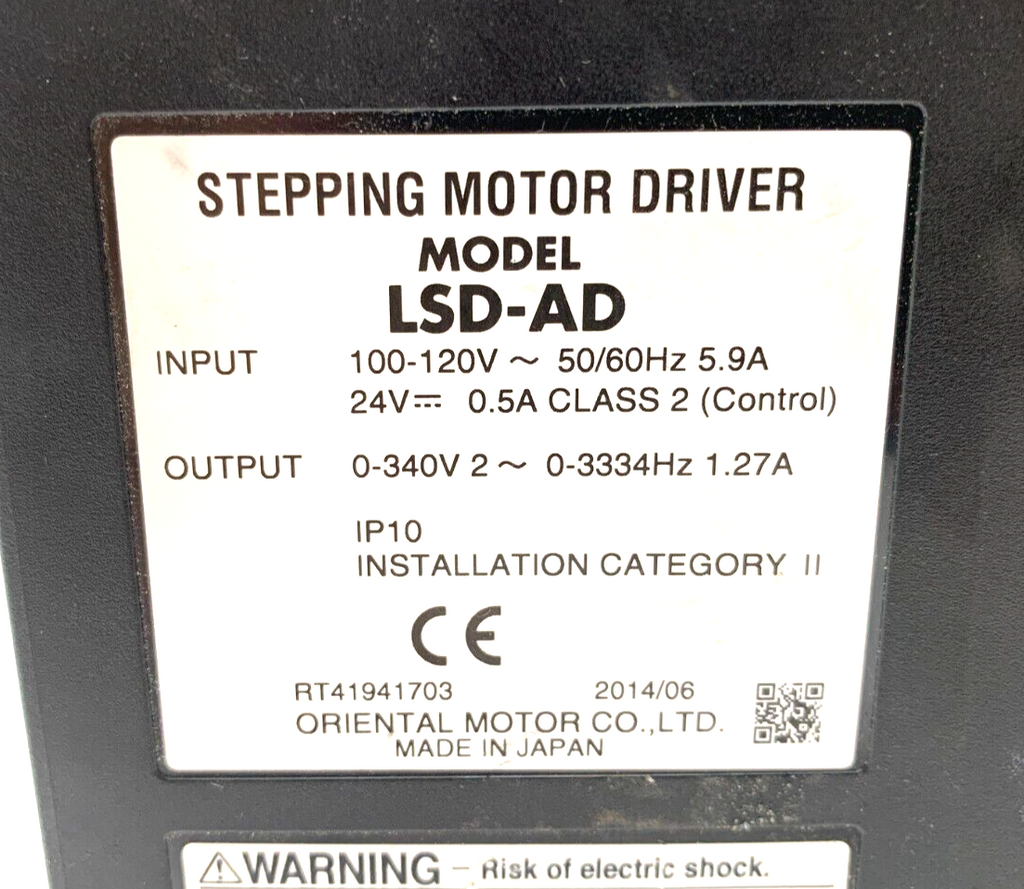 STEPPING MOTOR DRIVER
MODEL
LSD-AD
INPUT 100-120V ~ 50/60Hz 5.9A
24V⎓ 0.5A CLASS 2 (Control)
OUTPUT 0-340V 2 ~ 0-3334Hz 1.27A
IP10
INSTALLATION CATEGORY II
CE
RT41941703 2014/06
ORIENTAL MOTOR CO.,LTD.
MADE IN JAPAN
⚠WARNING – Risk of electric shock.